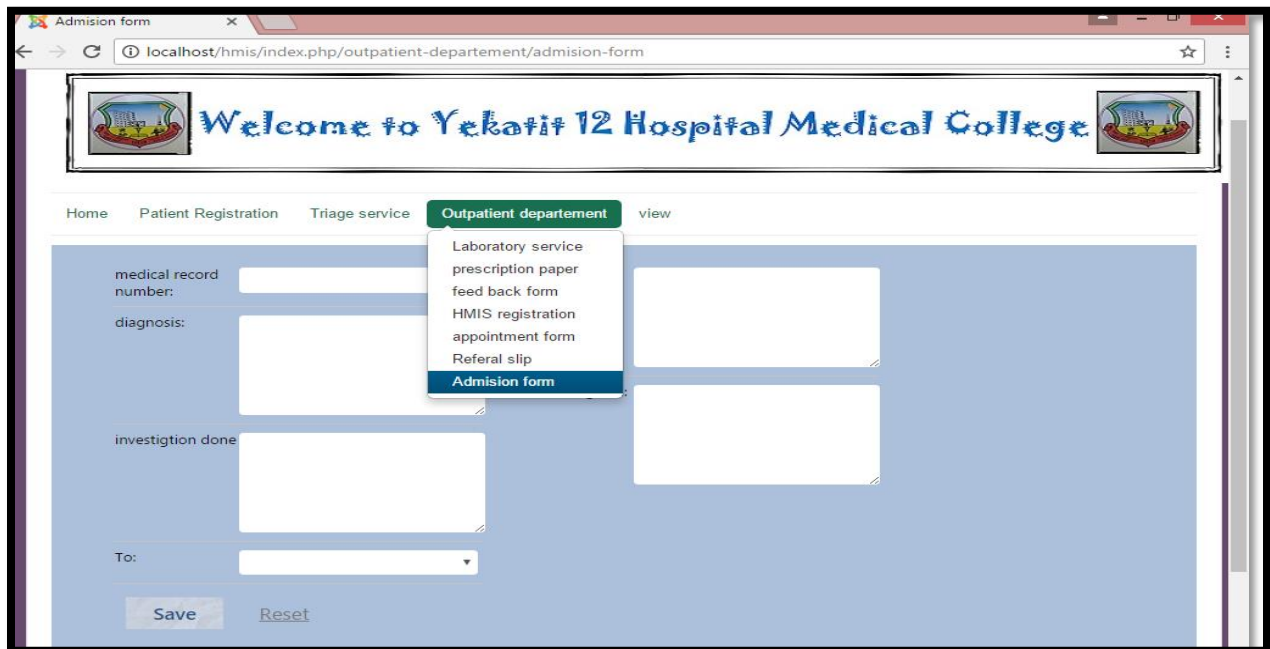 Admision form
localhost/hmis/index.php/outpatient-departement/admision-form
Welcome to Yekatit 12 Hospital Medical College
Home Patient Registration Triage service Outpatient departement view
Laboratory service
prescription paper
feed back form
HMIS registration
appointment form
Referal slip
Admision form
medical record
number:
diagnosis:
investigtion done
To:
Save Reset